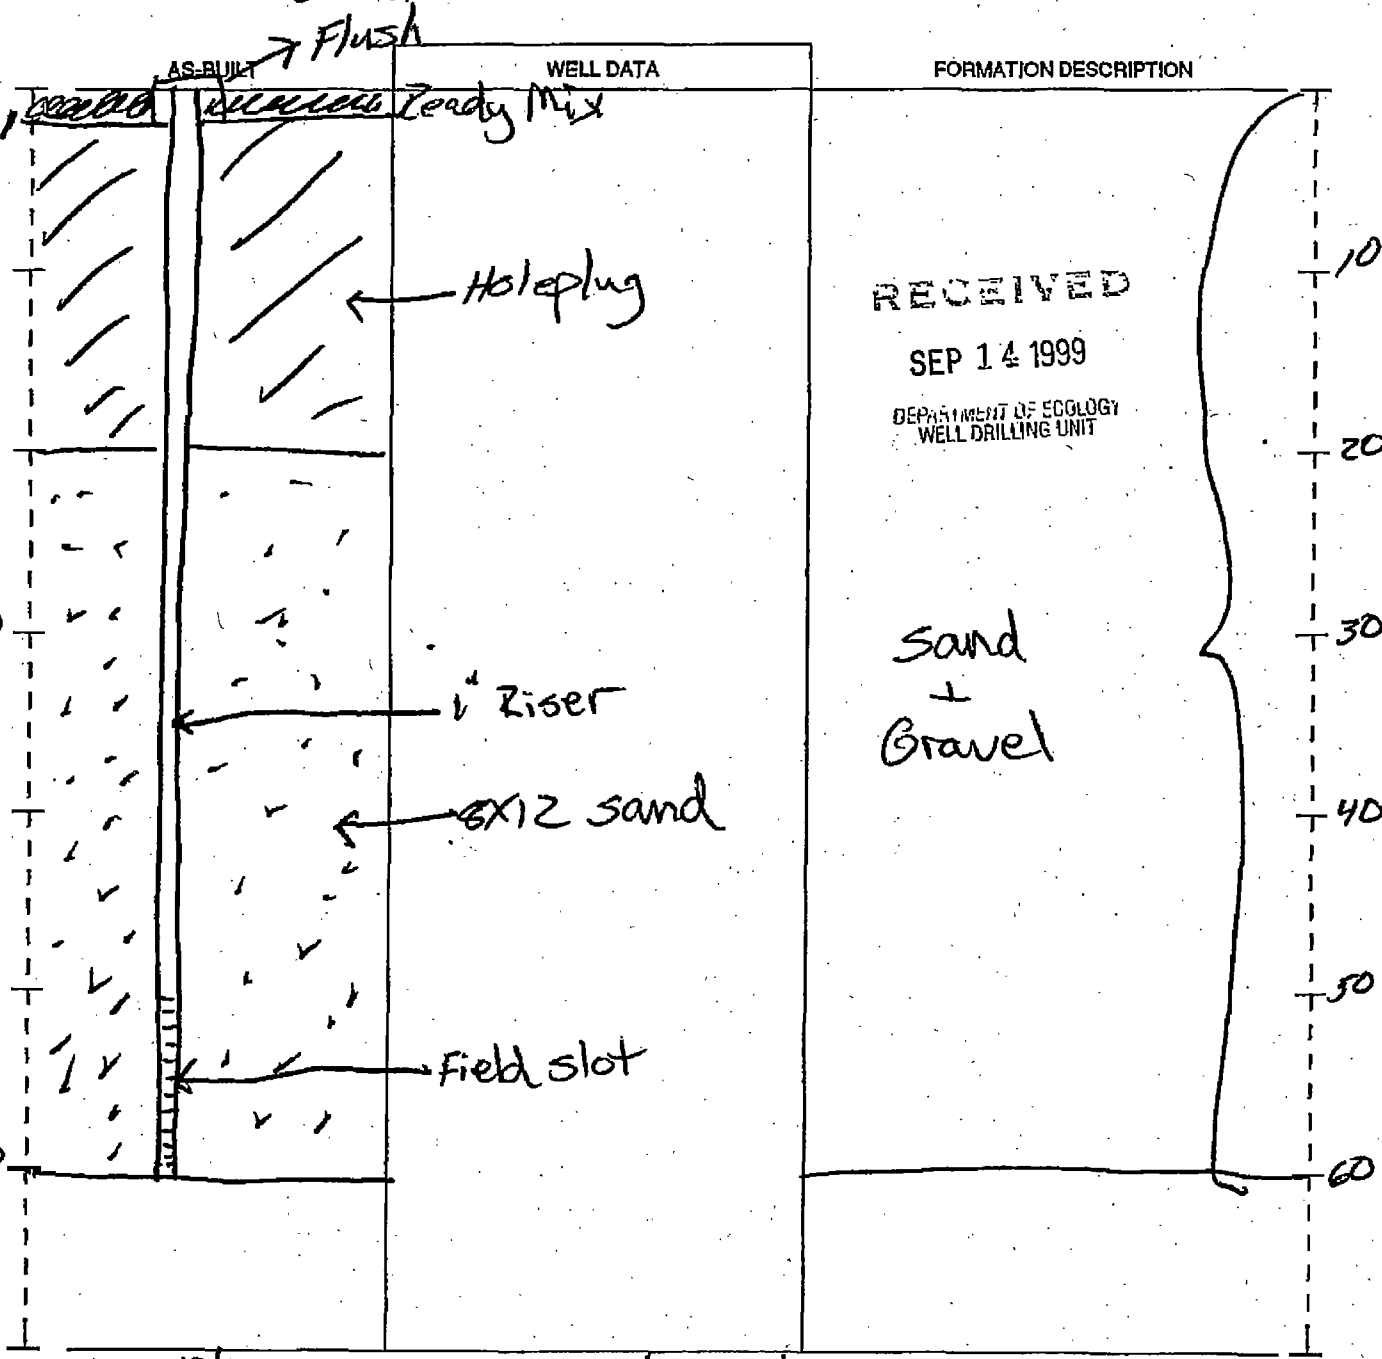 Flush
AS-BUILT WELL DATA FORMATION DESCRIPTION
Ready Mix
10
Holeplug
RECEIVED
SEP 14 1999
DEPARTMENT OF ECOLOGY
WELL DRILLING UNIT
20
30
Sand
+
Gravel
1" Riser
8X12 sand
40
50
Field slot
60